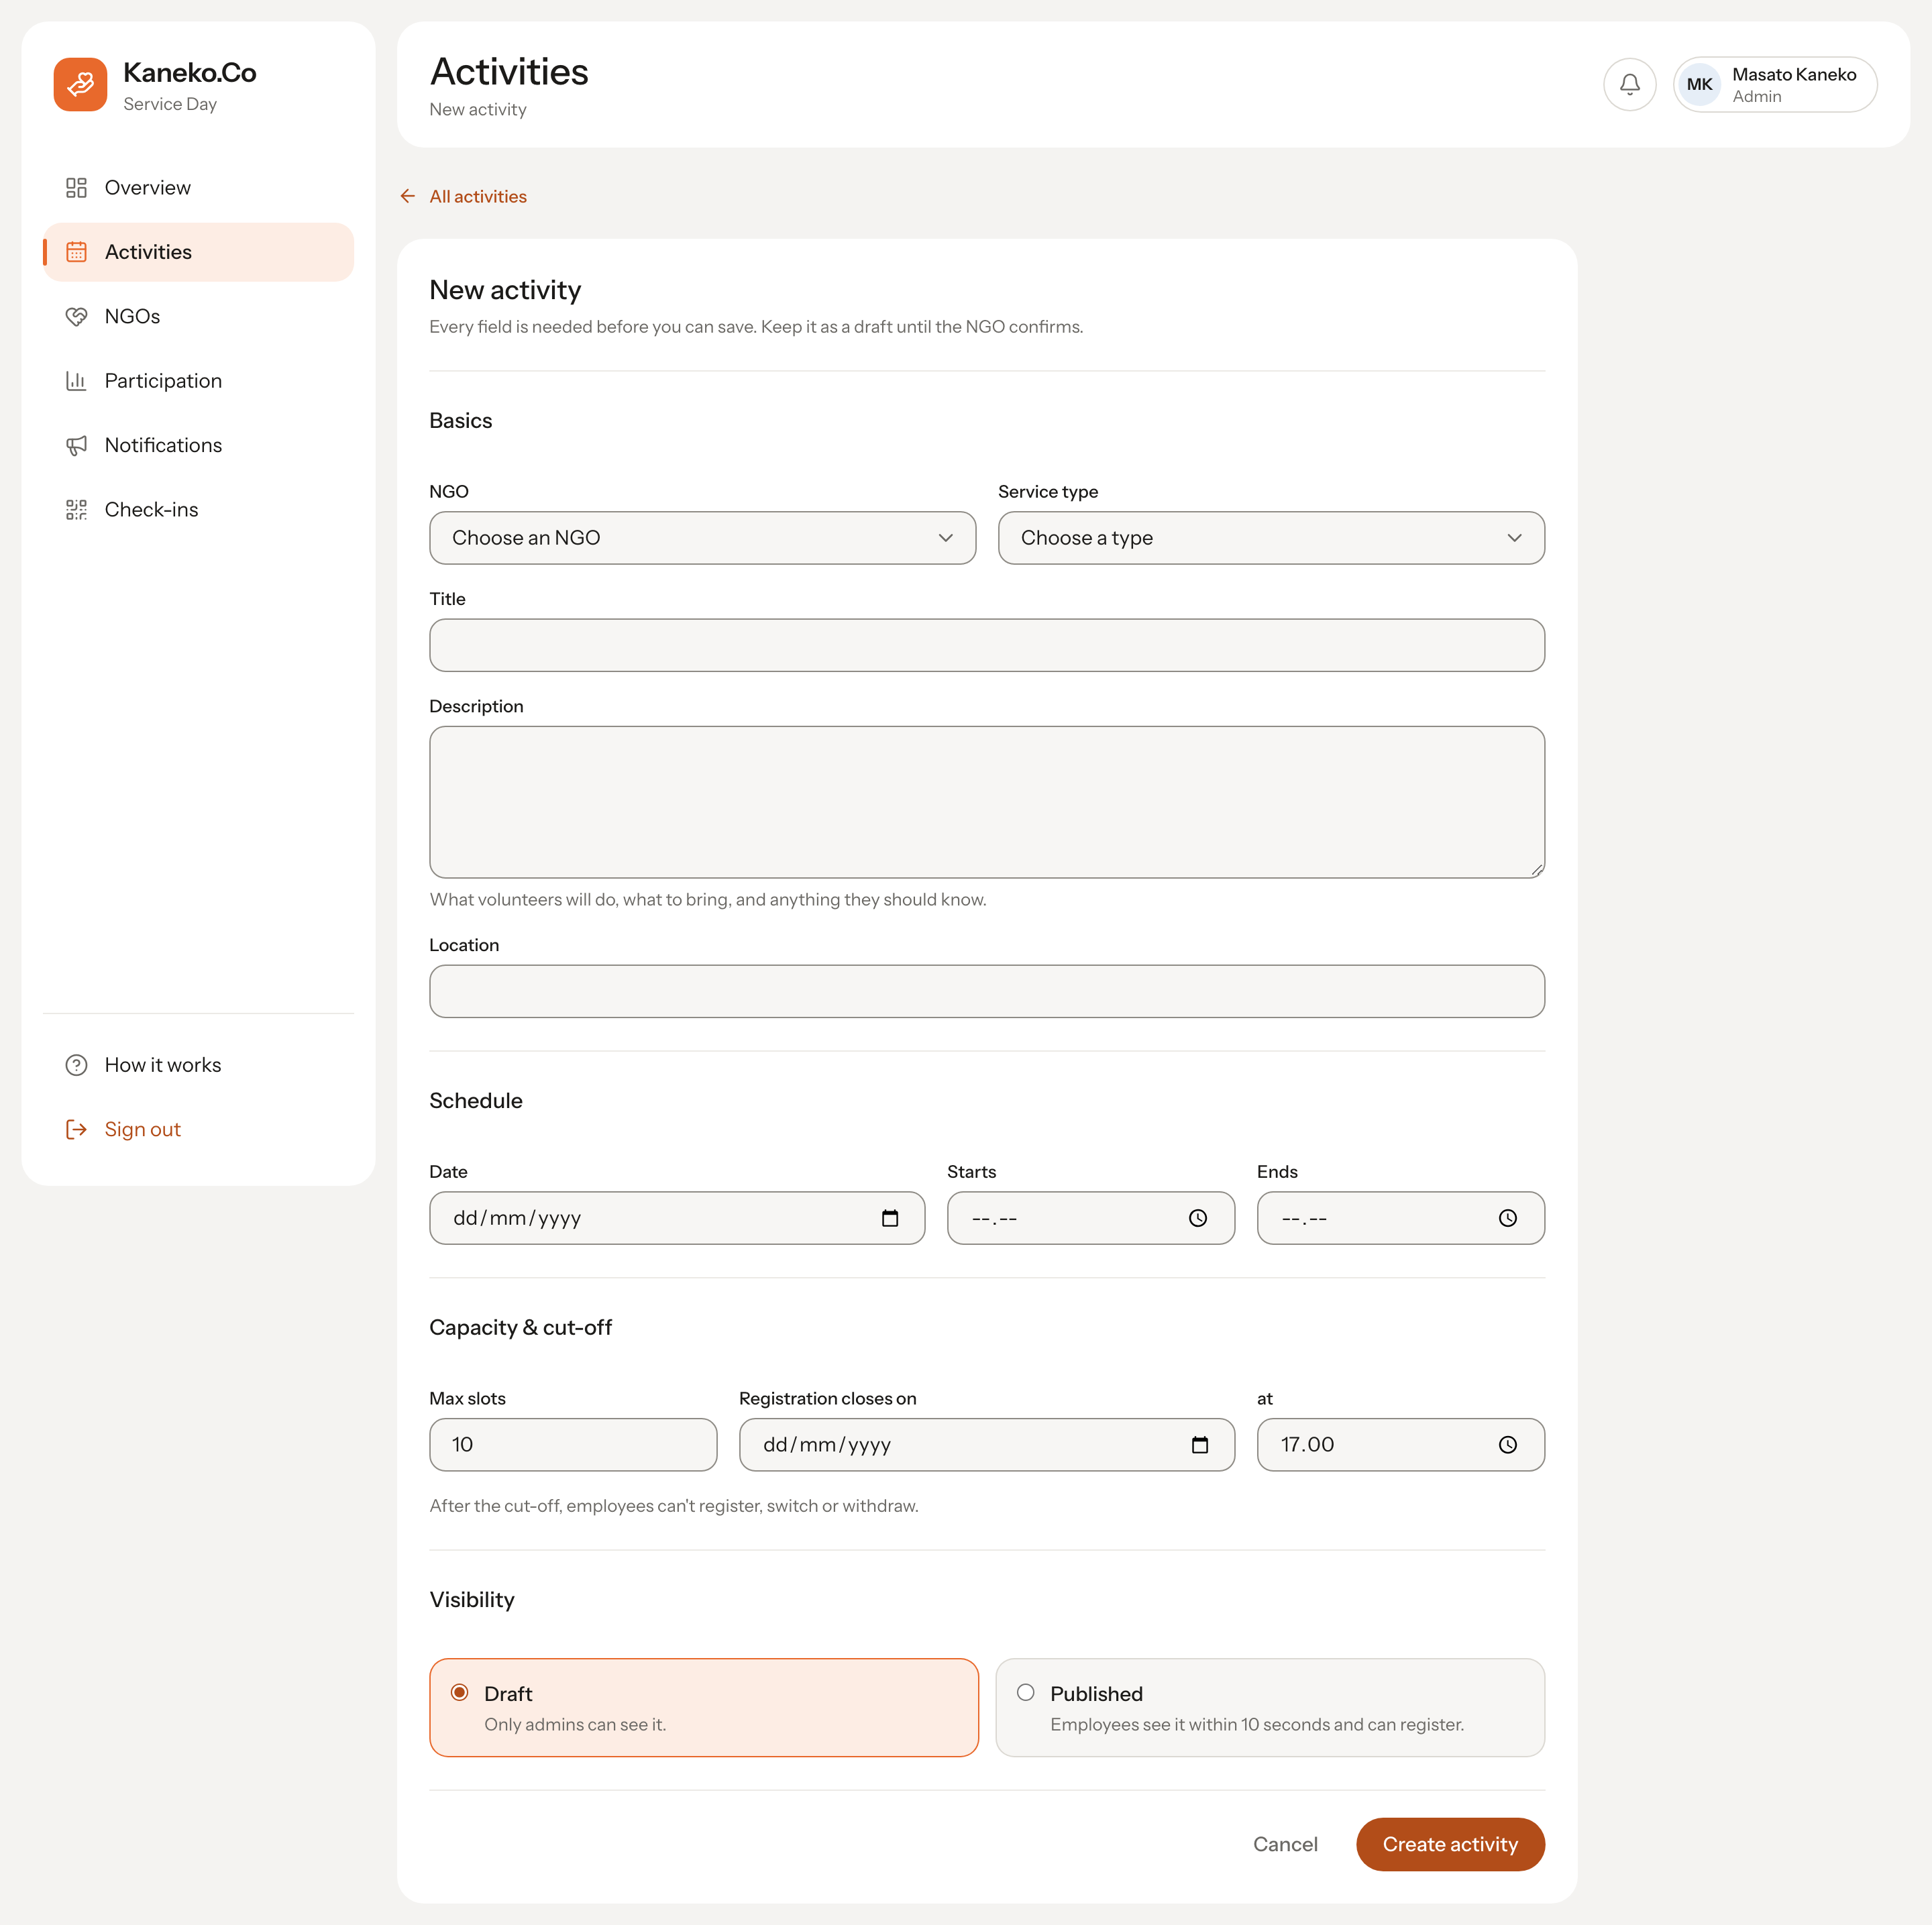 Kaneko.Co
Service Day
Overview
Activities
NGOs
Participation
Notifications
Check-ins
How it works
Sign out
Activities
New activity
MK
Masato Kaneko
Admin
All activities
New activity
Every field is needed before you can save. Keep it as a draft until the NGO confirms.
Basics
NGO
Service type
Choose an NGO
Choose a type
Title
Description
What volunteers will do, what to bring, and anything they should know.
Location
Schedule
Date
Starts
Ends
dd/mm/yyyy
--.--
--.--
Capacity & cut-off
Max slots
Registration closes on
at
10
dd/mm/yyyy
17.00
After the cut-off, employees can't register, switch or withdraw.
Visibility
Draft
Only admins can see it.
Published
Employees see it within 10 seconds and can register.
Cancel
Create activity